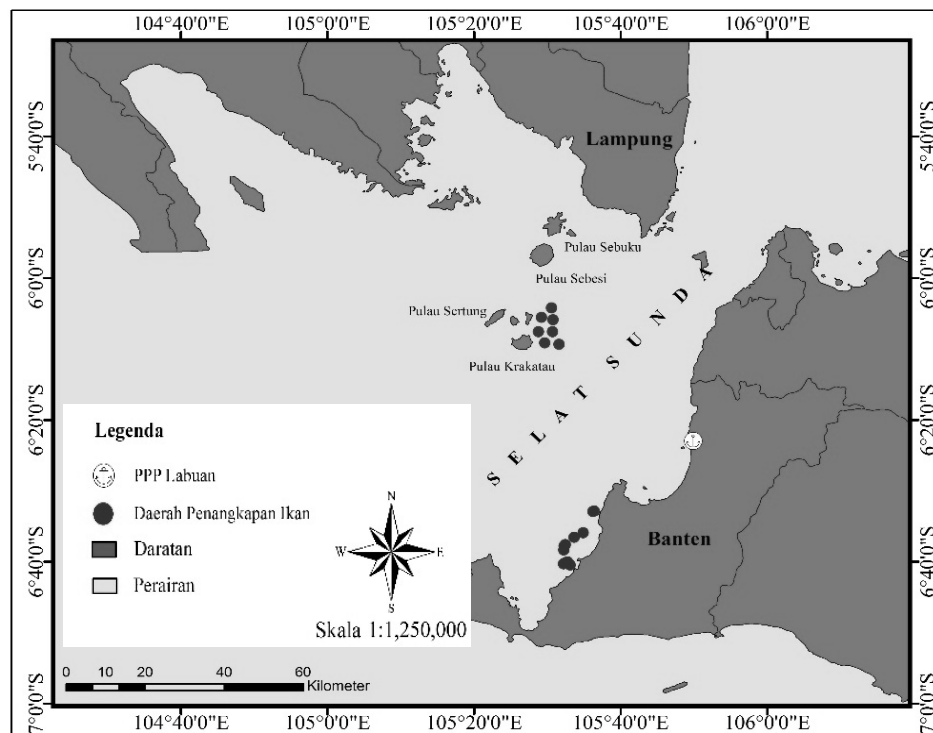 104°40'0"E 105°0'0"E 105°20'0"E 105°40'0"E 106°0'0"E
5°40'0"S 5°40'0"S
Lampung
Pulau Sebuku
Pulau Sebesi
6°0'0"S 6°0'0"S
Pulau Sertung
Pulau Krakatau
SELAT SUNDA
6°20'0"S 6°20'0"S
Legenda
PPP Labuan
Daerah Penangkapan Ikan
Daratan
Perairan
N
W E
S
Skala 1:1,250,000
Banten
6°40'0"S 6°40'0"S
0 10 20 40 60
Kilometer
7°0'0"S 7°0'0"S
104°40'0"E 105°0'0"E 105°20'0"E 105°40'0"E 106°0'0"E